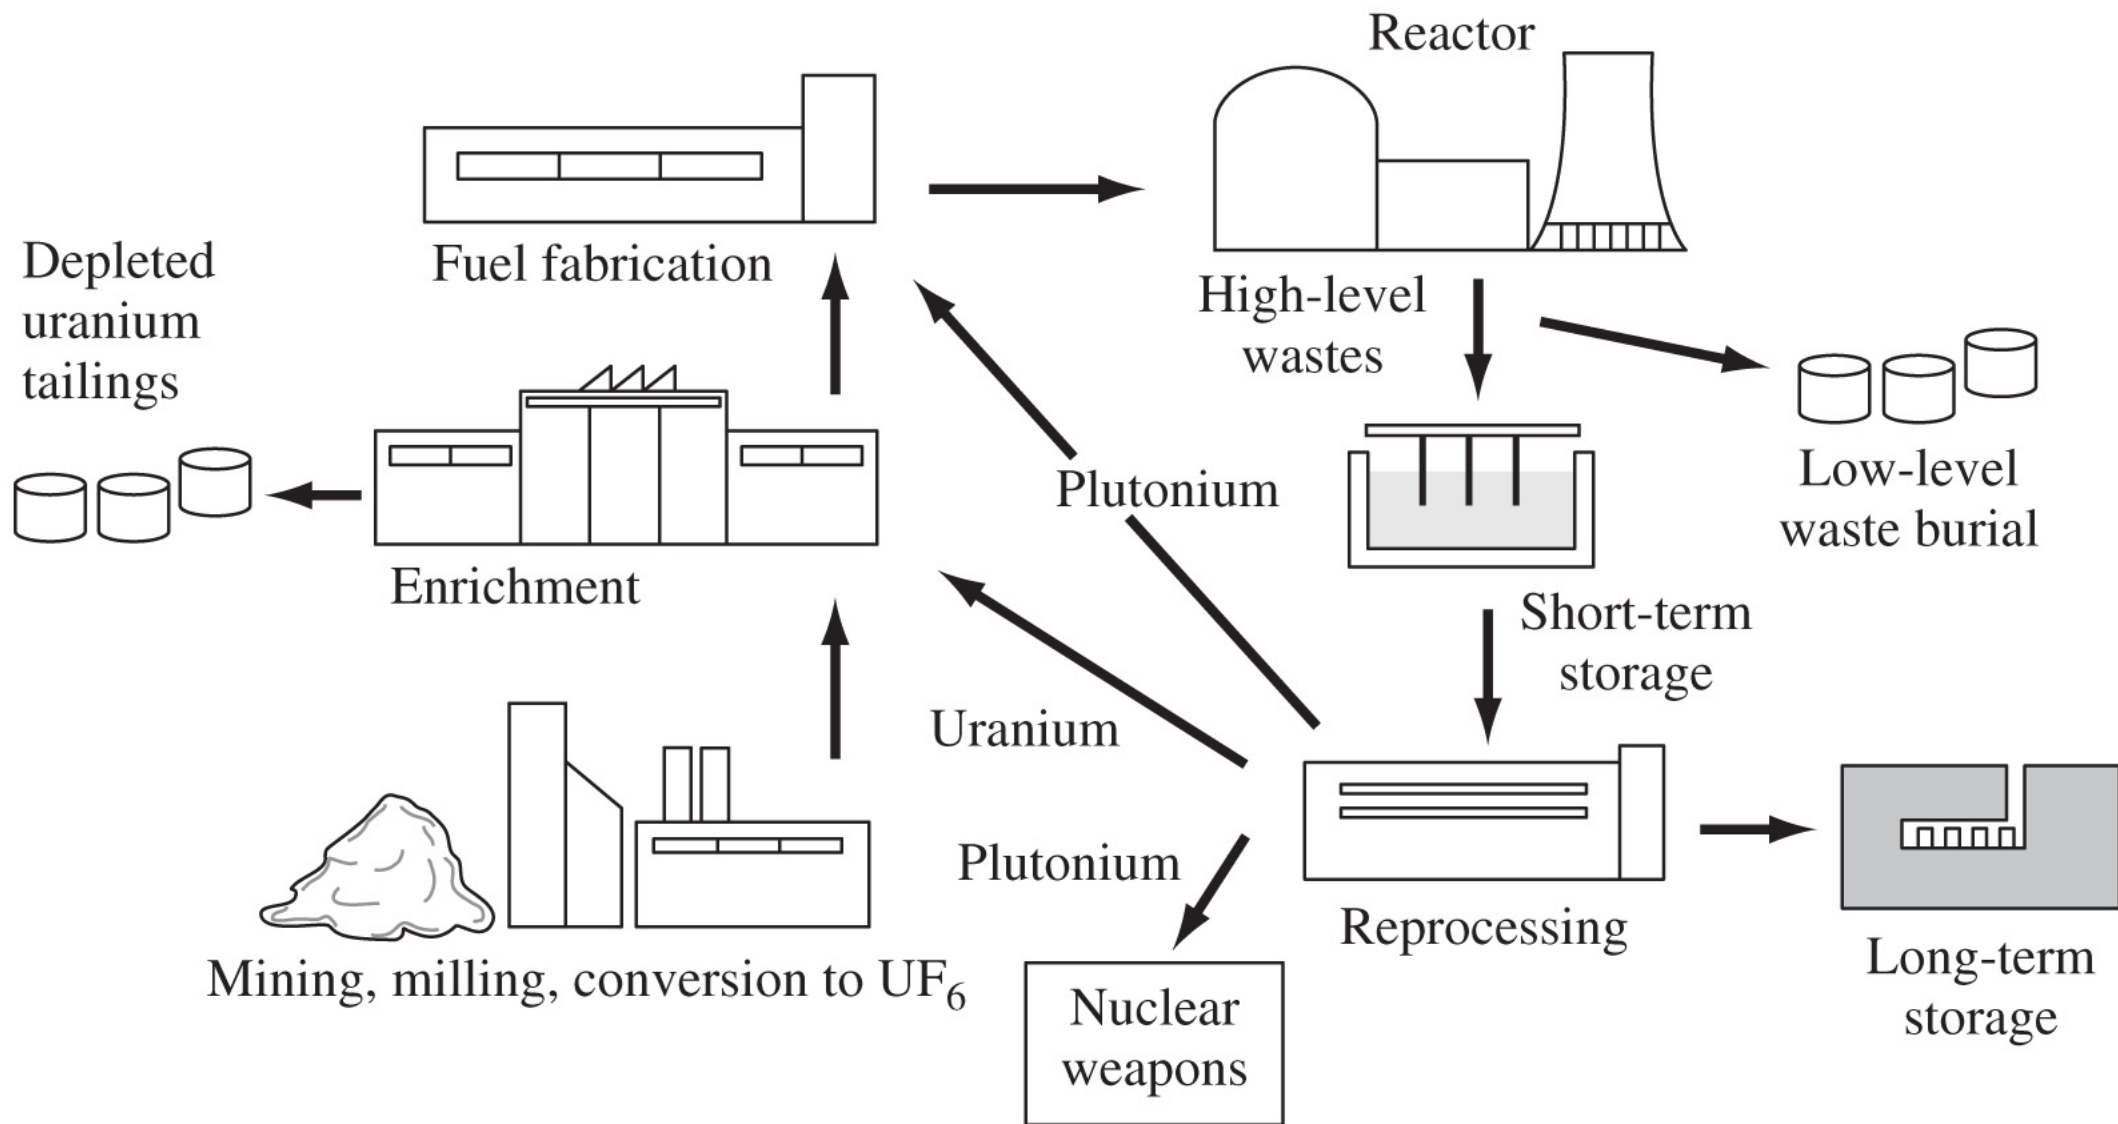 Reactor
Fuel fabrication
Depleted
uranium
tailings
High-level
wastes
Low-level
waste burial
Plutonium
Enrichment
Short-term
storage
Uranium
Plutonium
Reprocessing
Mining, milling, conversion to UF₆
Long-term
storage
Nuclear
weapons